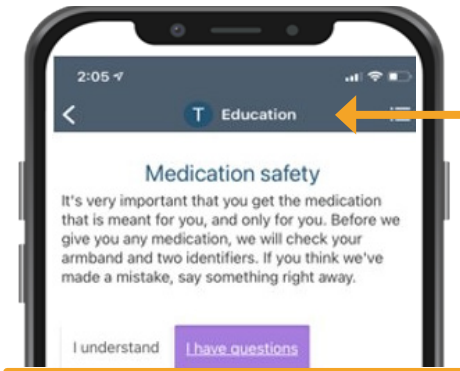 2:05
T Education
Medication safety
It's very important that you get the medication
that is meant for you, and only for you. Before we
give you any medication, we will check your
armband and two identifiers. If you think we've
made a mistake, say something right away.
I understand I have questions